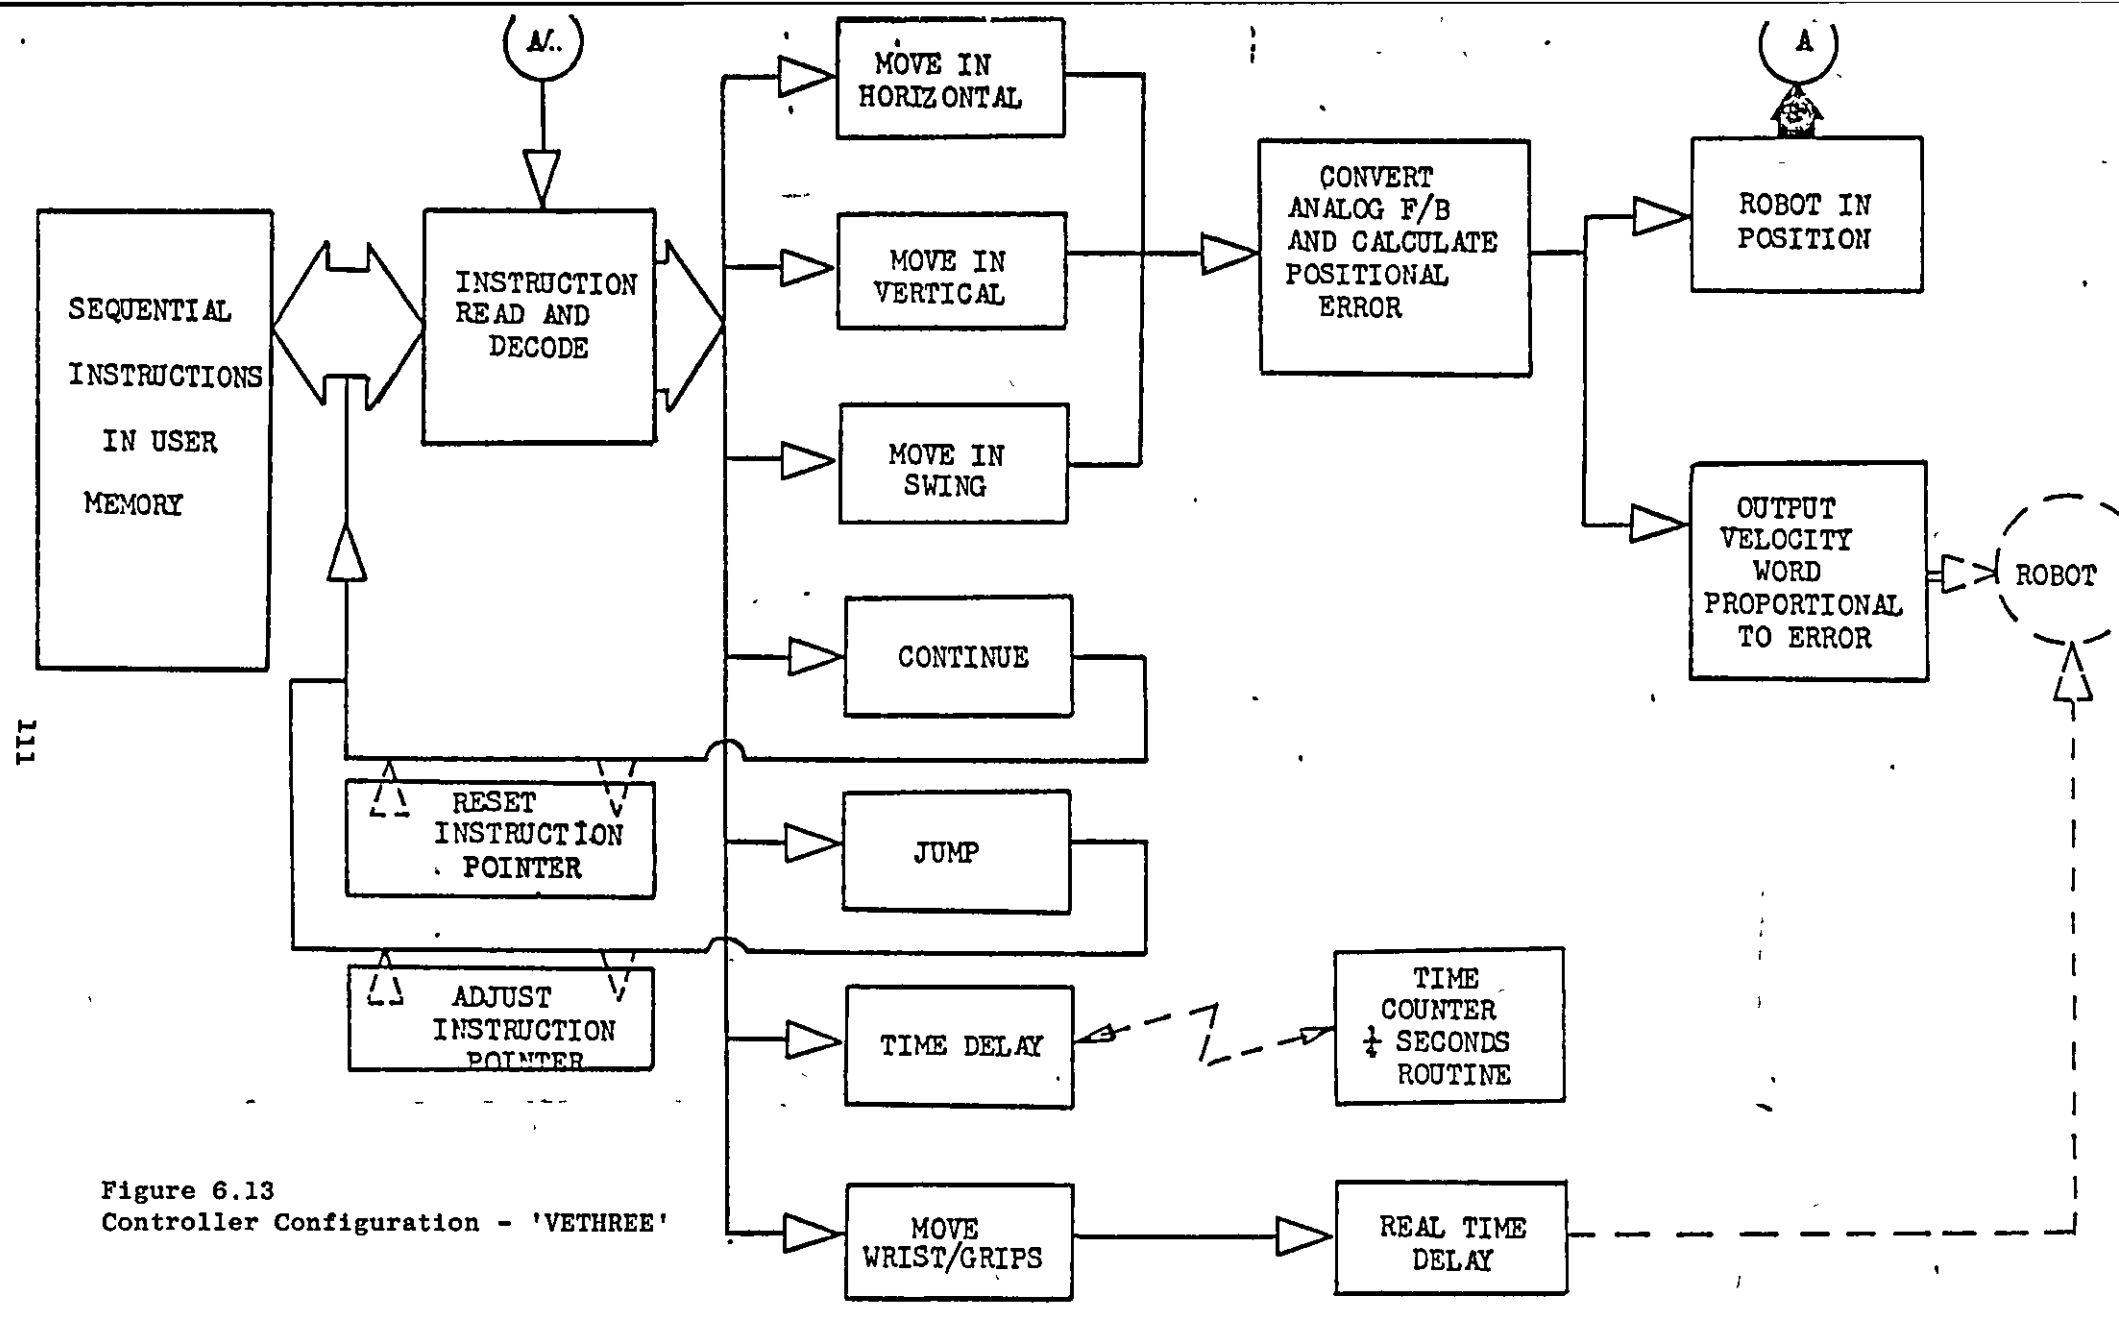 A
A
MOVE IN
HORIZONTAL
CONVERT
ANALOG F/B
AND CALCULATE
POSITIONAL
ERROR
ROBOT IN
POSITION
SEQUENTIAL
INSTRUCTIONS
IN USER
MEMORY
INSTRUCTION
READ AND
DECODE
MOVE IN
VERTICAL
MOVE IN
SWING
OUTPUT
VELOCITY
WORD
PROPORTIONAL
TO ERROR
ROBOT
CONTINUE
III
RESET
INSTRUCTION
POINTER
JUMP
ADJUST
INSTRUCTION
POINTER
TIME DELAY
TIME
COUNTER
¼ SECONDS
ROUTINE
MOVE
WRIST/GRIPS
REAL TIME
DELAY
Figure 6.13
Controller Configuration - 'VETHREE'